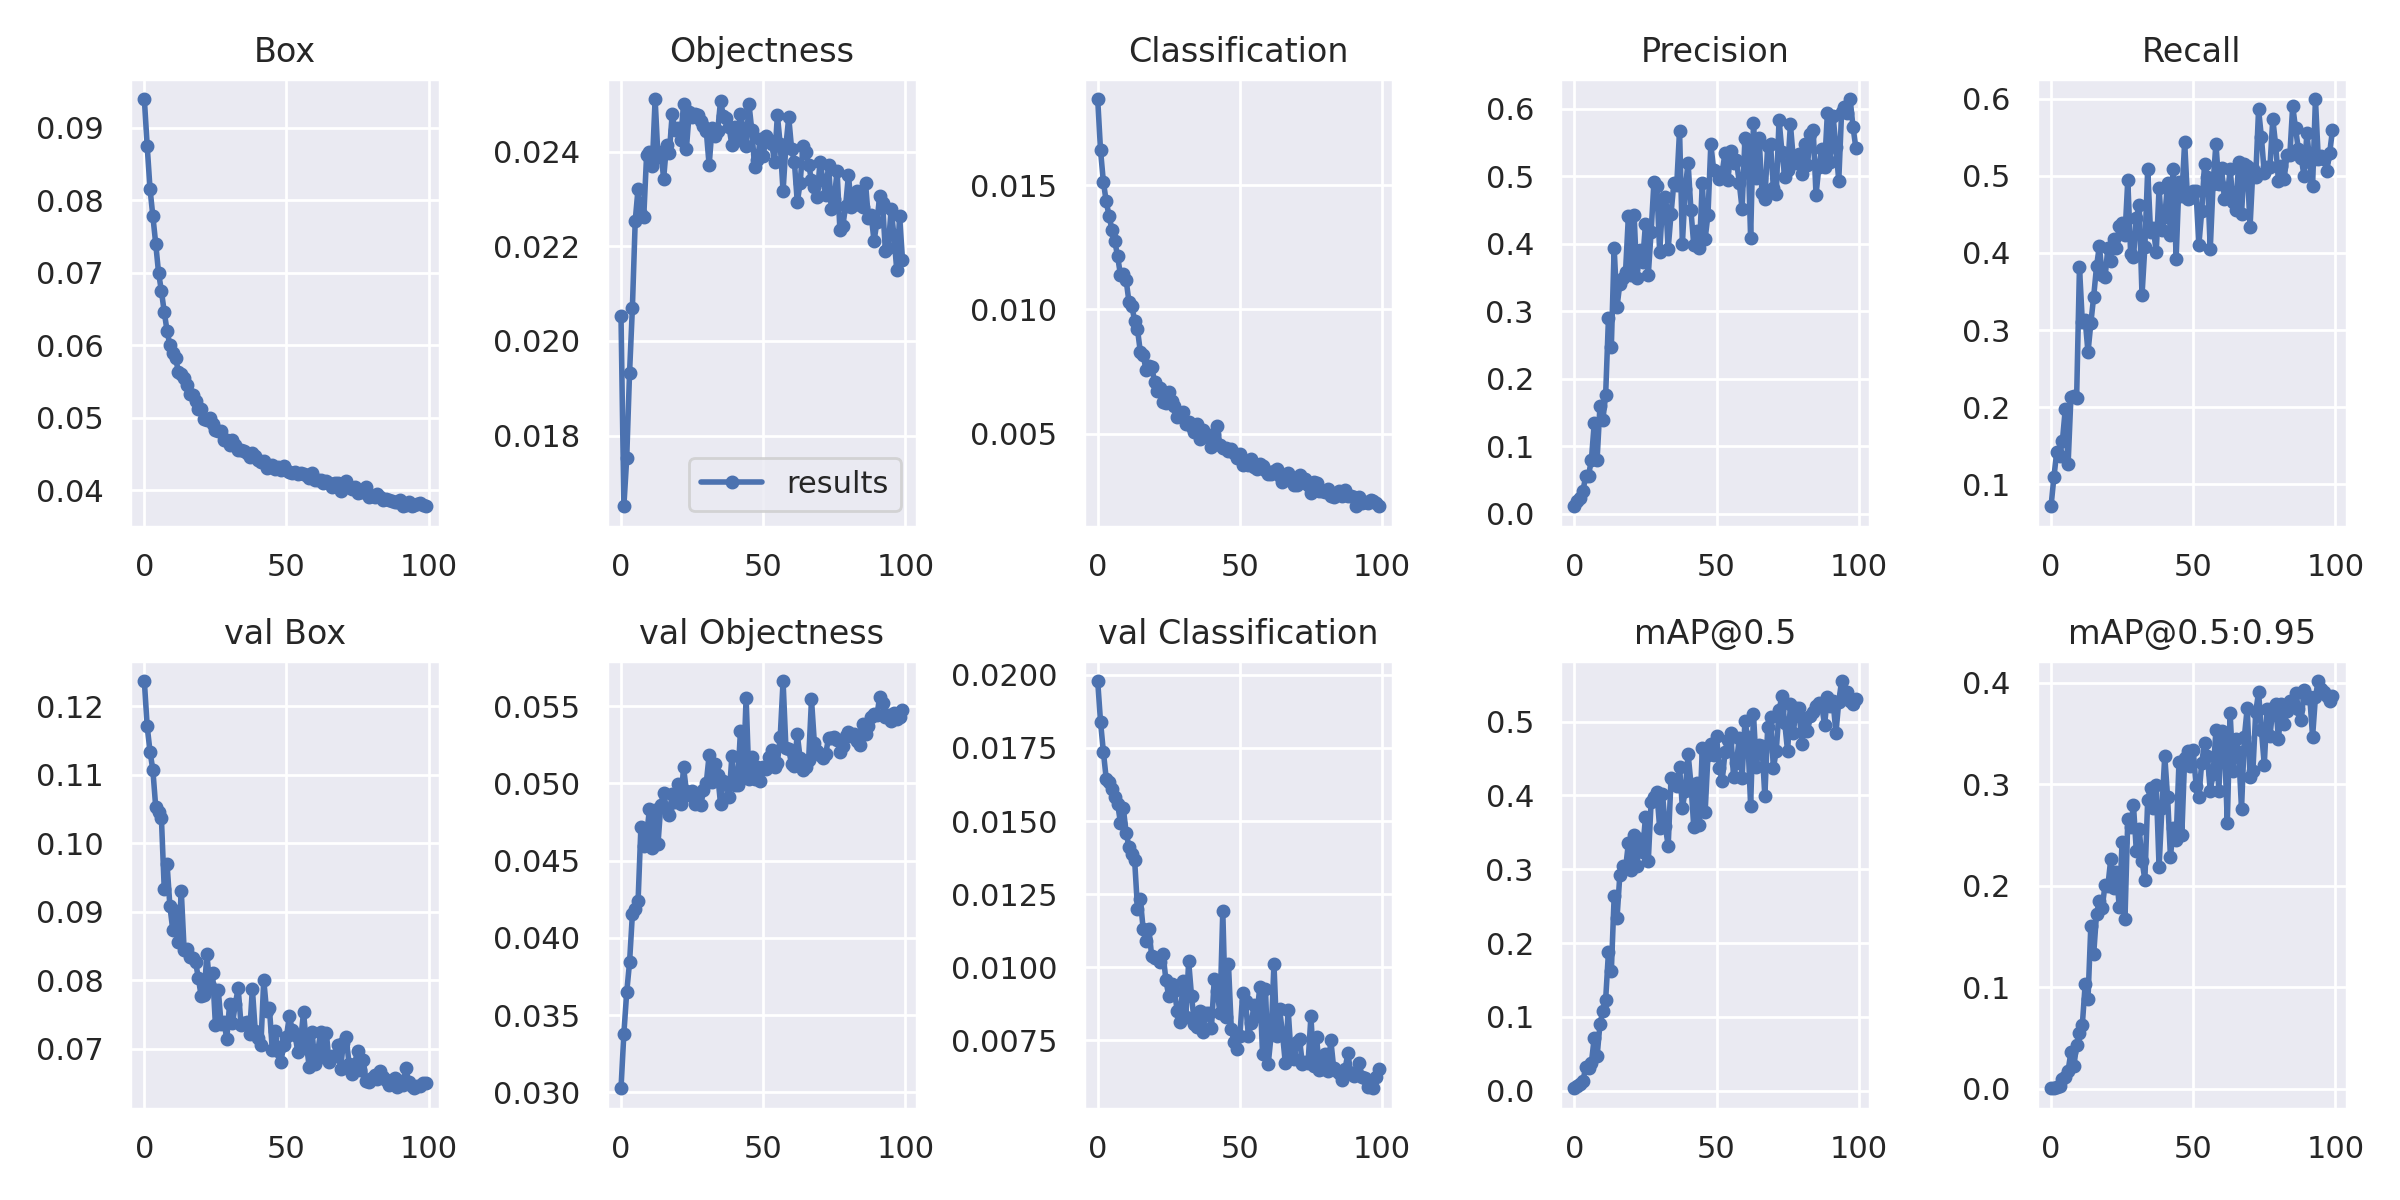 Box
0.09
0.08
0.07
0.06
0.05
0.04
0 50 100
Objectness
0.024
0.022
0.020
0.018
results
0 50 100
Classification
0.015
0.010
0.005
0 50 100
Precision
0.6
0.5
0.4
0.3
0.2
0.1
0.0
0 50 100
Recall
0.6
0.5
0.4
0.3
0.2
0.1
0 50 100
val Box
0.12
0.11
0.10
0.09
0.08
0.07
0 50 100
val Objectness
0.055
0.050
0.045
0.040
0.035
0.030
0 50 100
val Classification
0.0200
0.0175
0.0150
0.0125
0.0100
0.0075
0 50 100
mAP@0.5
0.5
0.4
0.3
0.2
0.1
0.0
0 50 100
mAP@0.5:0.95
0.4
0.3
0.2
0.1
0.0
0 50 100